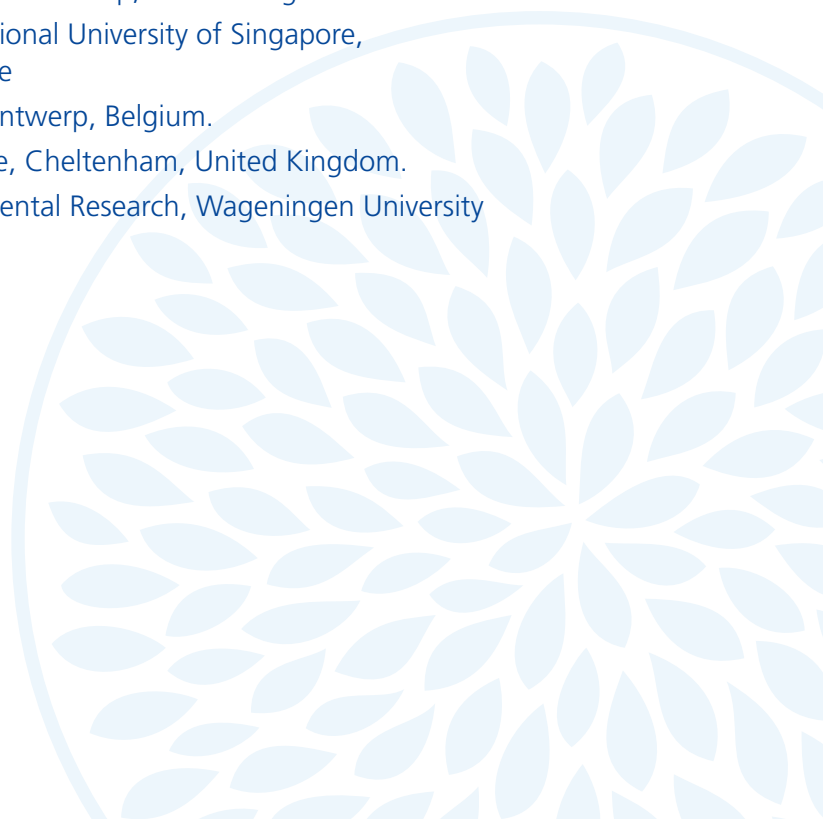 ional University of Singapore,
e
ntwerp, Belgium.
e, Cheltenham, United Kingdom.
ental Research, Wageningen University